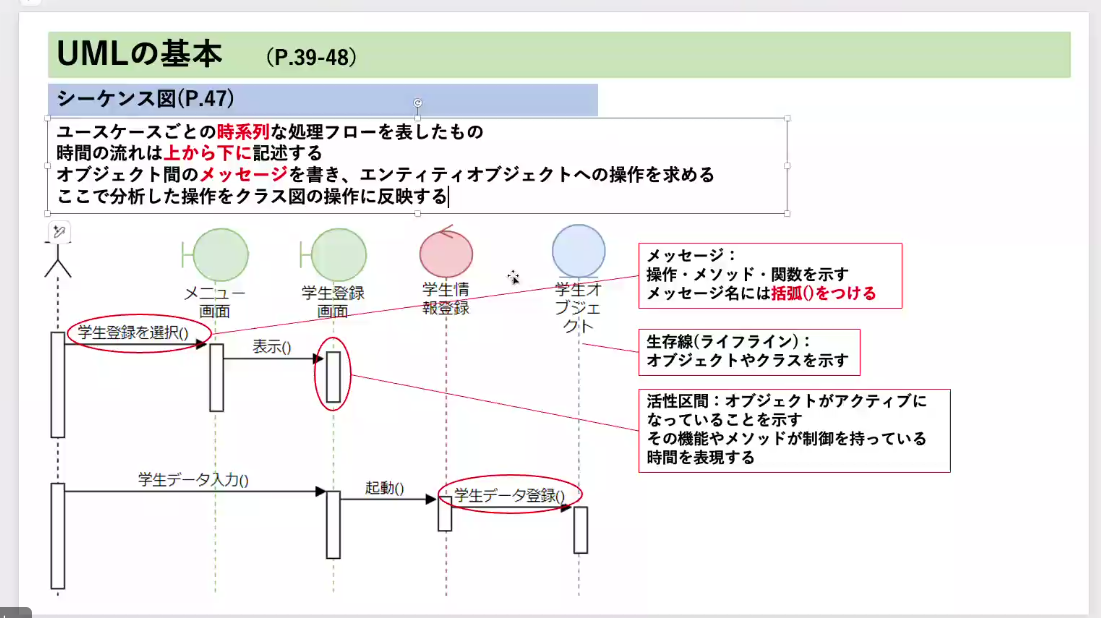 UMLの基本 （P.39-48）
シーケンス図(P.47)
ユースケースごとの時系列な処理フローを表したもの
時間の流れは上から下に記述する
オブジェクト間のメッセージを書き、エンティティオブジェクトへの操作を求める
ここで分析した操作をクラス図の操作に反映する
メニュー
画面
学生登録
画面
学生情
報登録
学生オ
ブジェ
クト
メッセージ：
操作・メソッド・関数を示す
メッセージ名には括弧()をつける
学生登録を選択()
表示()
生存線(ライフライン)：
オブジェクトやクラスを示す
活性区間：オブジェクトがアクティブに
なっていることを示す
その機能やメソッドが制御を持っている
時間を表現する
学生データ入力()
起動()
学生データ登録()